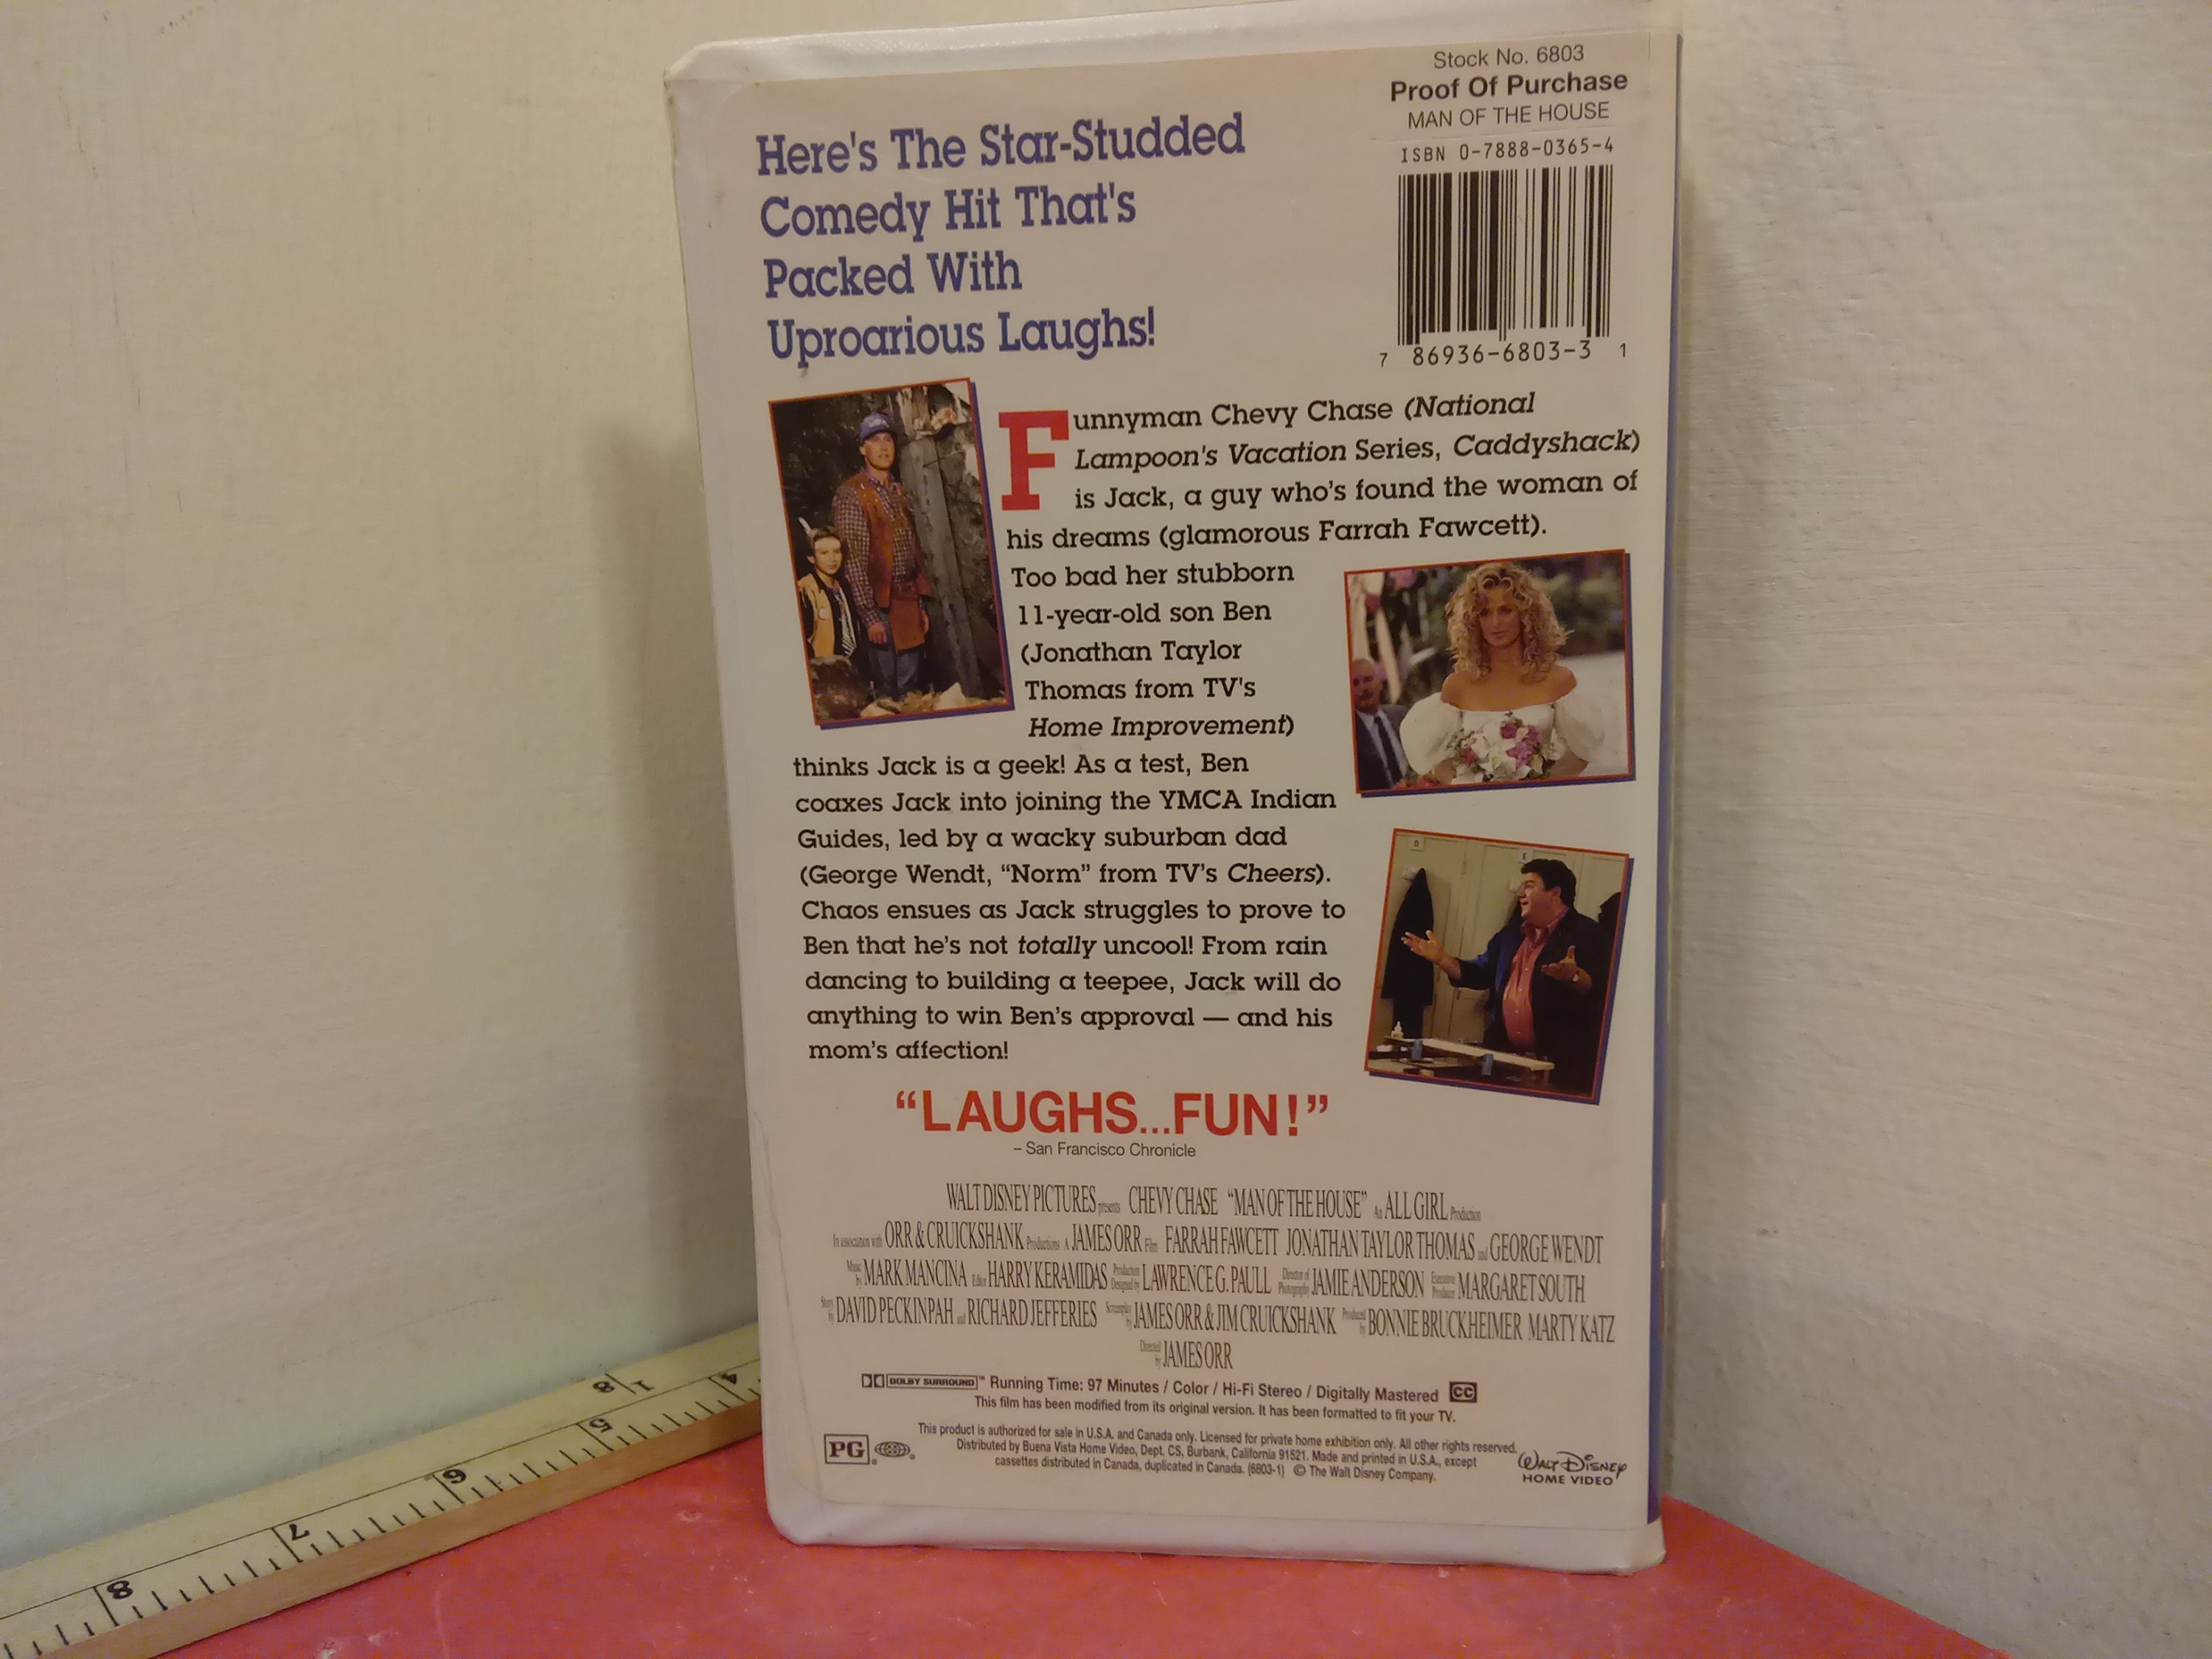 Stock No. 6803
Proof Of Purchase
MAN OF THE HOUSE
ISBN 0-7888-0365-4
7 86936-6803-3 1
Here's The Star-Studded
Comedy Hit That's
Packed With
Uproarious Laughs!
Funnyman Chevy Chase (National
Lampoon's Vacation Series, Caddyshack)
is Jack, a guy who's found the woman of
his dreams (glamorous Farrah Fawcett).
Too bad her stubborn
11-year-old son Ben
(Jonathan Taylor
Thomas from TV's
Home Improvement)
thinks Jack is a geek! As a test, Ben
coaxes Jack into joining the YMCA Indian
Guides, led by a wacky suburban dad
(George Wendt, “Norm” from TV's Cheers).
Chaos ensues as Jack struggles to prove to
Ben that he's not totally uncool! From rain
dancing to building a teepee, Jack will do
anything to win Ben's approval — and his
mom's affection!
“LAUGHS...FUN!”
– San Francisco Chronicle
WALT DISNEY PICTURES presents CHEVY CHASE “MAN OF THE HOUSE” An ALL GIRL Production
In association with ORR & CRUICKSHANK Productions A JAMES ORR Film FARRAH FAWCETT JONATHAN TAYLOR THOMAS and GEORGE WENDT
Music by MARK MANCINA Editor HARRY KERAMIDAS Production Designed by LAWRENCE G. PAULL Director of Photography JAMIE ANDERSON Executive Producer MARGARET SOUTH
Story by DAVID PECKINPAH and RICHARD JEFFERIES Screenplay by JAMES ORR & JIM CRUICKSHANK Produced by BONNIE BRUCKHEIMER MARTY KATZ
Directed by JAMES ORR
DOLBY SURROUND™ Running Time: 97 Minutes / Color / Hi-Fi Stereo / Digitally Mastered CC
This film has been modified from its original version. It has been formatted to fit your TV.
PG
This product is authorized for sale in U.S.A. and Canada only. Licensed for private home exhibition only. All other rights reserved.
Distributed by Buena Vista Home Video, Dept. CS, Burbank, California 91521. Made and printed in U.S.A., except
cassettes distributed in Canada, duplicated in Canada. (6803-1) © The Walt Disney Company.
WALT DISNEY
HOME VIDEO
8 7 6 5 4
8 1